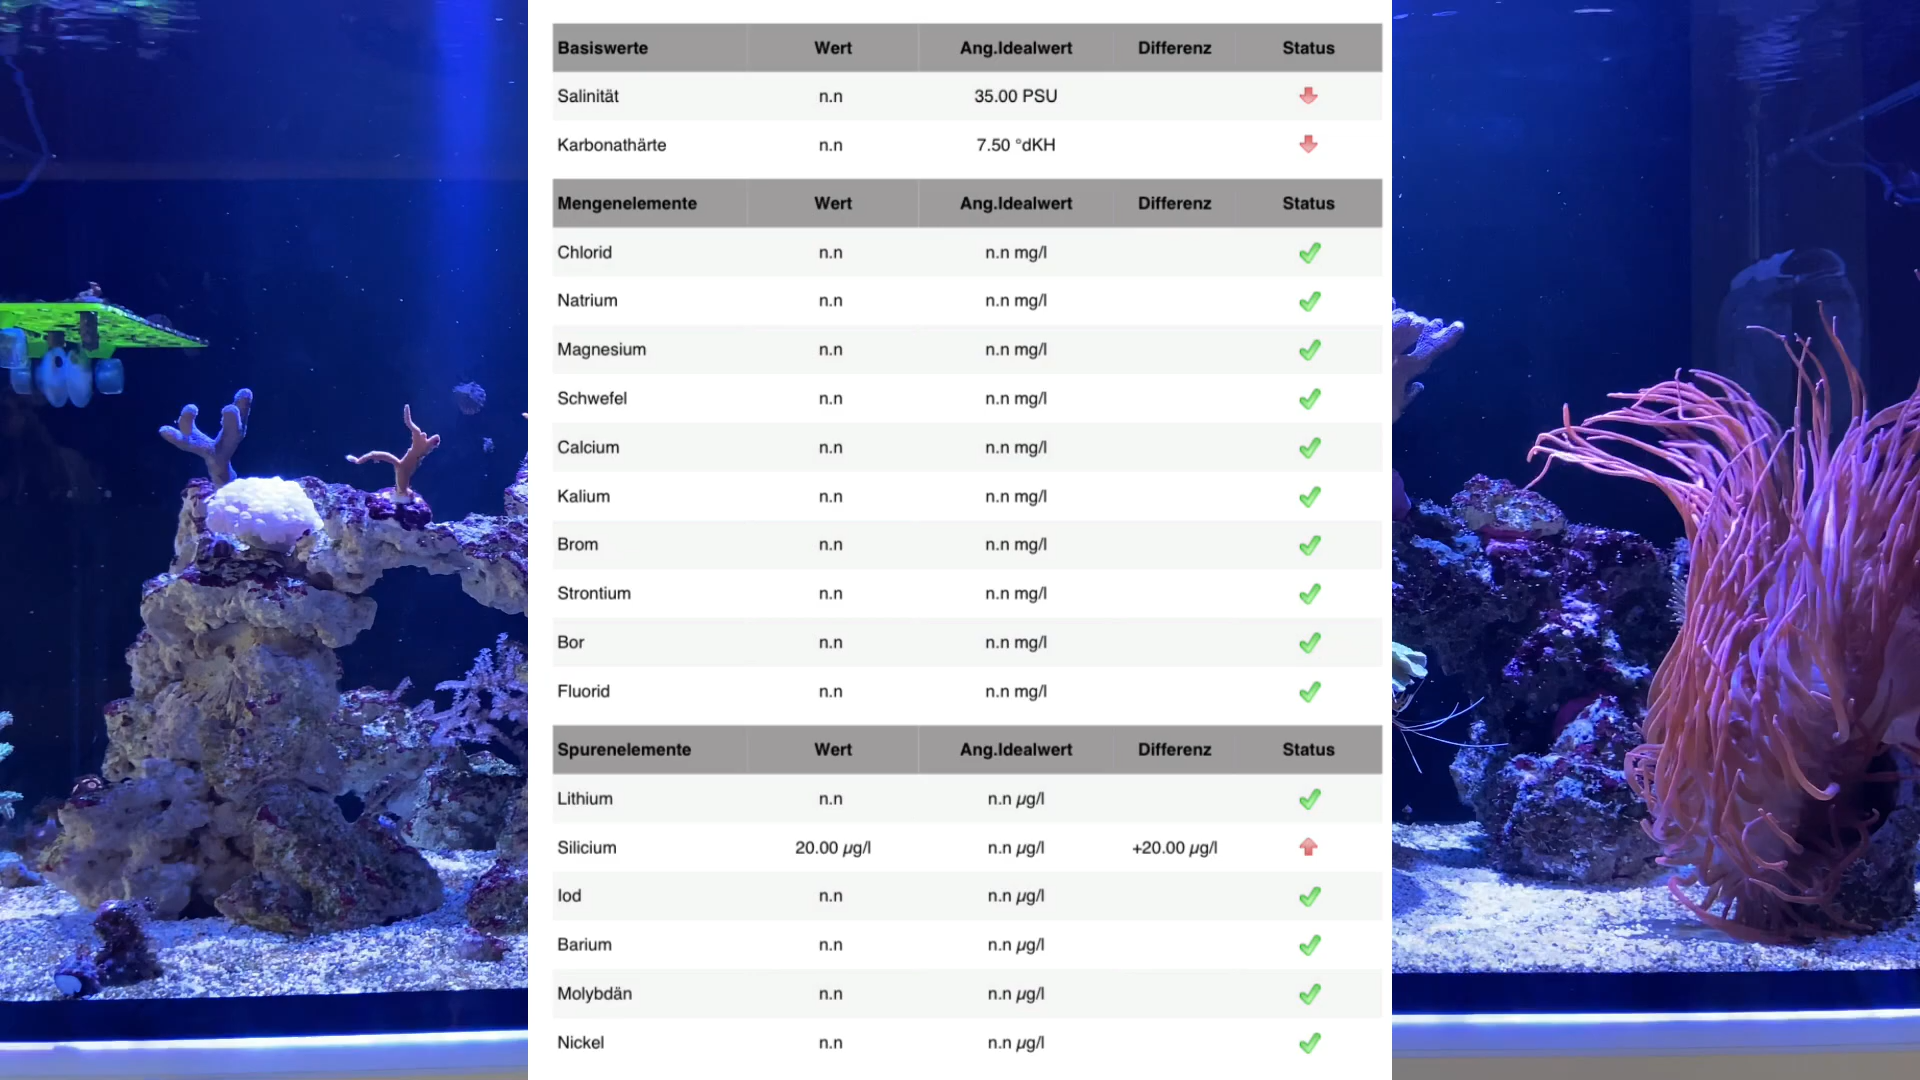 Basiswerte Wert Ang.Idealwert Differenz Status
Salinität n.n 35.00 PSU
Karbonathärte n.n 7.50 °dKH
Mengenelemente Wert Ang.Idealwert Differenz Status
Chlorid n.n n.n mg/l
Natrium n.n n.n mg/l
Magnesium n.n n.n mg/l
Schwefel n.n n.n mg/l
Calcium n.n n.n mg/l
Kalium n.n n.n mg/l
Brom n.n n.n mg/l
Strontium n.n n.n mg/l
Bor n.n n.n mg/l
Fluorid n.n n.n mg/l
Spurenelemente Wert Ang.Idealwert Differenz Status
Lithium n.n n.n µg/l
Silicium 20.00 µg/l n.n µg/l +20.00 µg/l
Iod n.n n.n µg/l
Barium n.n n.n µg/l
Molybdän n.n n.n µg/l
Nickel n.n n.n µg/l